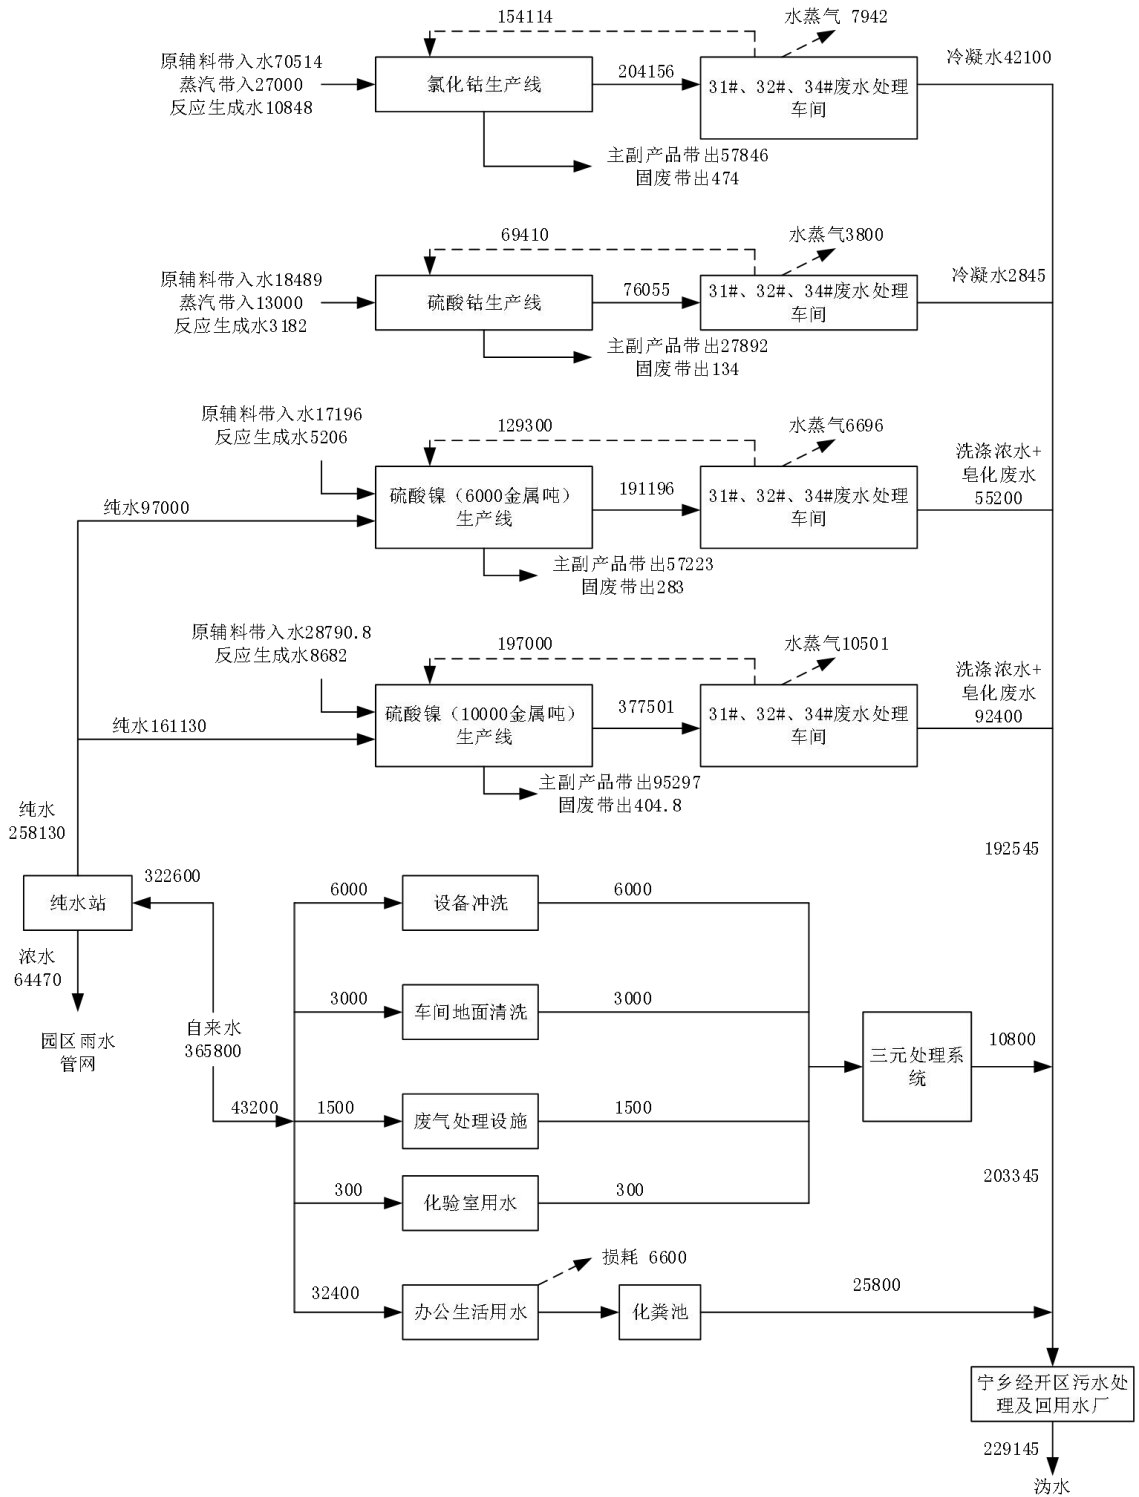 154114
水蒸气 7942
原辅料带入水70514
蒸汽带入27000
反应生成水10848
氯化钴生产线
204156
31#、32#、34#废水处理
车间
冷凝水42100
主副产品带出57846
固废带出474
69410
水蒸气3800
原辅料带入水18489
蒸汽带入13000
反应生成水3182
硫酸钴生产线
76055
31#、32#、34#废水处理
车间
冷凝水2845
主副产品带出27892
固废带出134
原辅料带入水17196
反应生成水5206
129300
水蒸气6696
纯水97000
硫酸镍（6000金属吨）
生产线
191196
31#、32#、34#废水处理
车间
洗涤浓水+
皂化废水
55200
主副产品带出57223
固废带出283
原辅料带入水28790.8
反应生成水8682
197000
水蒸气10501
纯水161130
硫酸镍（10000金属吨）
生产线
377501
31#、32#、34#废水处理
车间
洗涤浓水+
皂化废水
92400
主副产品带出95297
固废带出404.8
纯水
258130
192545
纯水站
322600
浓水
64470
园区雨水
管网
自来水
365800
43200
6000
设备冲洗
6000
3000
车间地面清洗
3000
1500
废气处理设施
1500
300
化验室用水
300
三元处理系
统
10800
203345
32400
办公生活用水
损耗 6600
化粪池
25800
宁乡经开区污水处
理及回用水厂
229145
沩水